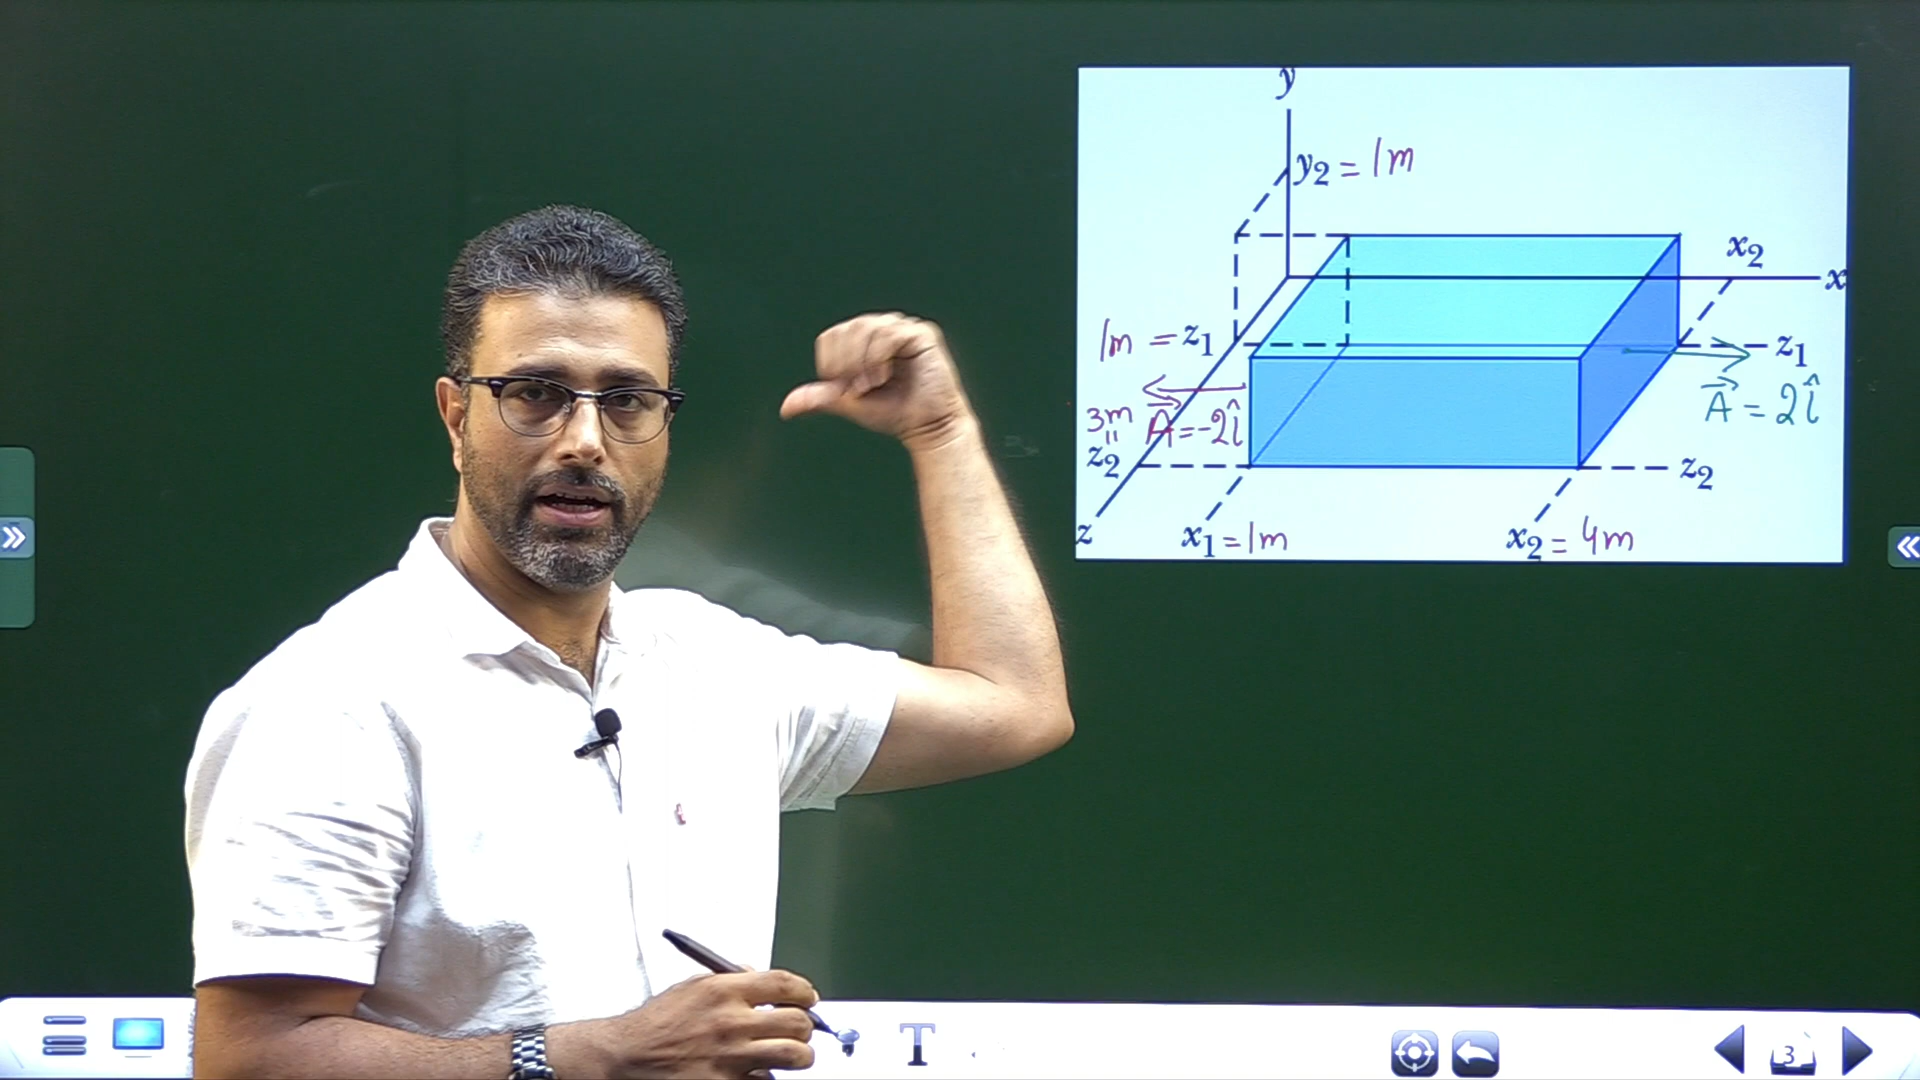 y
y₂ = 1m
x₂
x
1m = z₁
z₁
A⃗ = 2î
3m
A⃗ = -2î
"
z₂
z₂
z
x₁ = 1m
x₂ = 4m
T
3